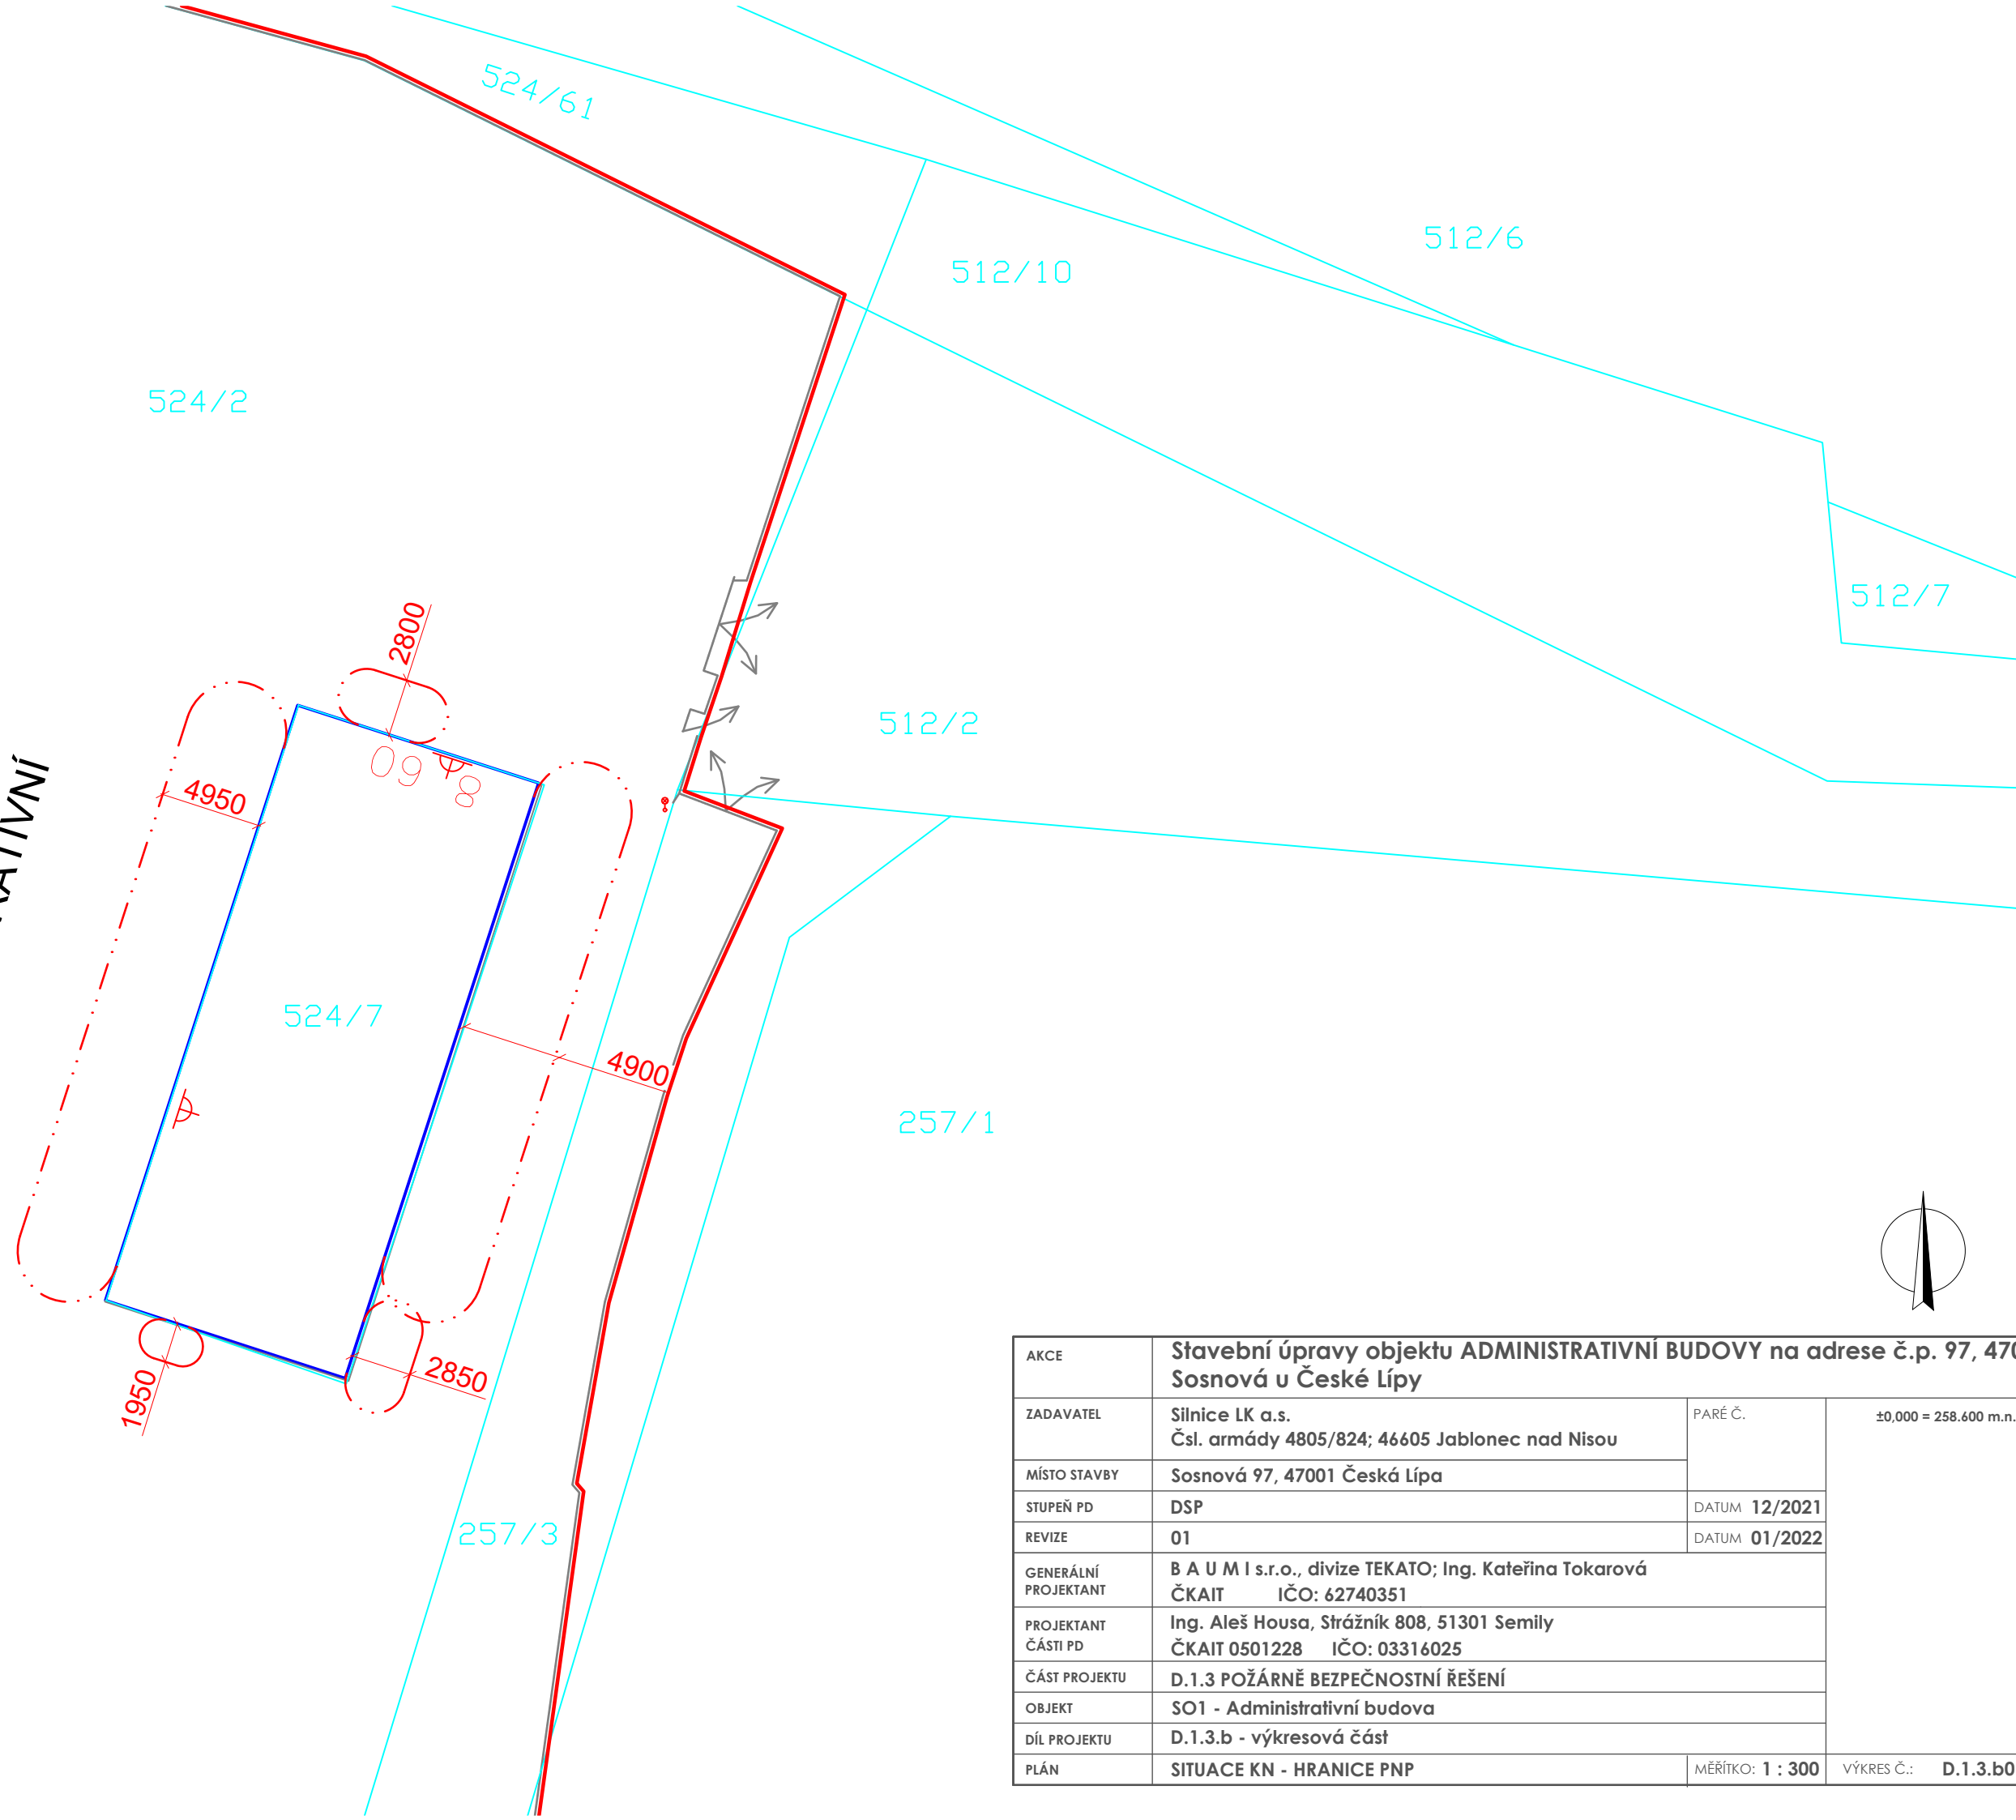 524/61
512/6
512/10
524/2
512/7
2800
512/2
60
8
4950
524/7
4900
257/1
2850
1950
257/3
AKCE
Stavební úpravy objektu ADMINISTRATIVNÍ BUDOVY na adrese č.p. 97, 470
Sosnová u České Lípy
ZADAVATEL
Silnice LK a.s.
Čsl. armády 4805/824; 46605 Jablonec nad Nisou
PARÉ Č.
±0,000 = 258.600 m.n.
MÍSTO STAVBY
Sosnová 97, 47001 Česká Lípa
STUPEŇ PD
DSP
DATUM 12/2021
REVIZE
01
DATUM 01/2022
GENERÁLNÍ
PROJEKTANT
B A U M I s.r.o., divize TEKATO; Ing. Kateřina Tokarová
ČKAIT IČO: 62740351
PROJEKTANT
ČÁSTI PD
Ing. Aleš Housa, Strážník 808, 51301 Semily
ČKAIT 0501228 IČO: 03316025
ČÁST PROJEKTU
D.1.3 POŽÁRNĚ BEZPEČNOSTNÍ ŘEŠENÍ
OBJEKT
SO1 - Administrativní budova
DÍL PROJEKTU
D.1.3.b - výkresová část
PLÁN
SITUACE KN - HRANICE PNP
MĚŘÍTKO: 1 : 300
VÝKRES Č.: D.1.3.b0